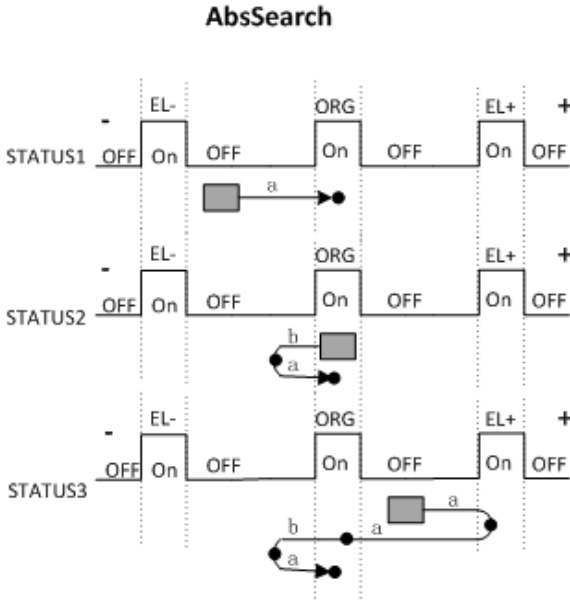 AbsSearch
EL- ORG EL+ +
-
STATUS1 OFF On OFF On OFF On OFF
a
EL- ORG EL+ +
-
STATUS2 OFF On OFF On OFF On OFF
b
a
EL- ORG EL+ +
-
STATUS3 OFF On OFF On OFF On OFF
a
b a
a